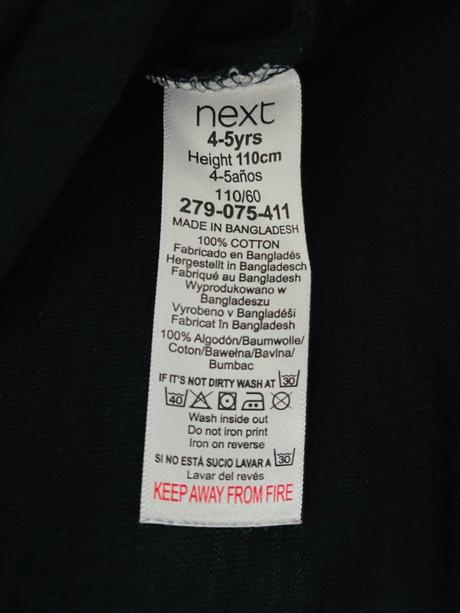 next
4-5yrs
Height 110cm
4-5años
110/60
279-075-411
MADE IN BANGLADESH
100% COTTON
Fabricado en Bangladés
Hergestellt in Bangladesch
Fabriqué au Bangladesh
Wyprodukowano w
Bangladeszu
Vyrobeno v Bangladéši
Fabricat în Bangladesh
100% Algodón/Baumwolle/
Coton/Bawełna/Bavlna/
Bumbac
IF IT'S NOT DIRTY WASH AT 30
40
Wash inside out
Do not iron print
Iron on reverse
SI NO ESTÁ SUCIO LAVAR A 30
Lavar del revés
KEEP AWAY FROM FIRE